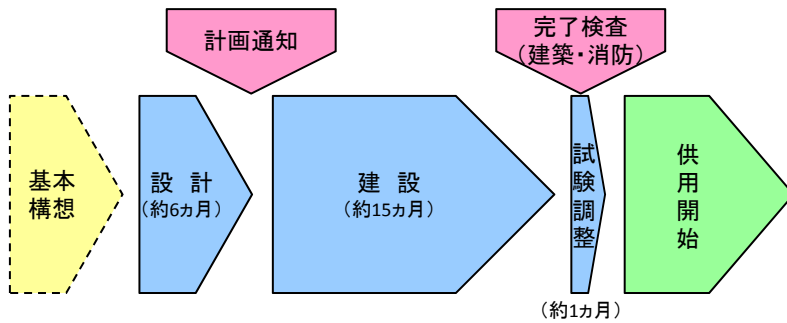 計画通知
完了検査
（建築・消防）
基本
構想
設 計
（約6ヵ月）
建 設
（約15ヵ月）
試験調整
（約1ヵ月）
供用開始